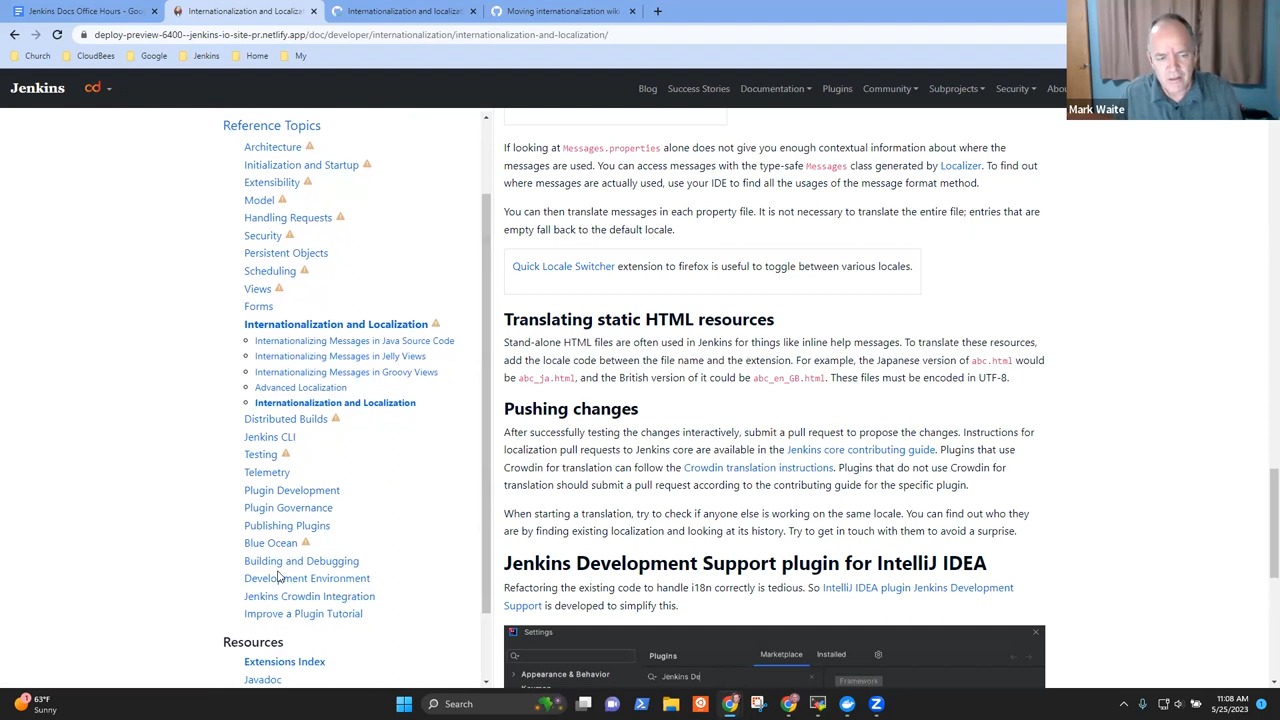 Jenkins Docs Office Hours - Goo
Internationalization and Localiza
Internationalization and localizat
Moving internationalization wiki
deploy-preview-6400--jenkins-io-site-pr.netlify.app/doc/developer/internationalization/internationalization-and-localization/
Church CloudBees Google Jenkins Home My
Mark Waite
Jenkins cd Blog Success Stories Documentation Plugins Community Subprojects Security Abou
Reference Topics
Architecture
Initialization and Startup
Extensibility
Model
Handling Requests
Security
Persistent Objects
Scheduling
Views
Forms
Internationalization and Localization
Internationalizing Messages in Java Source Code
Internationalizing Messages in Jelly Views
Internationalizing Messages in Groovy Views
Advanced Localization
Internationalization and Localization
Distributed Builds
Jenkins CLI
Testing
Telemetry
Plugin Development
Plugin Governance
Publishing Plugins
Blue Ocean
Building and Debugging
Development Environment
Jenkins Crowdin Integration
Improve a Plugin Tutorial
Resources
Extensions Index
Javadoc
If looking at Messages.properties alone does not give you enough contextual information about where the
messages are used. You can access messages with the type-safe Messages class generated by Localizer. To find out
where messages are actually used, use your IDE to find all the usages of the message format method.
You can then translate messages in each property file. It is not necessary to translate the entire file; entries that are
empty fall back to the default locale.
Quick Locale Switcher extension to firefox is useful to toggle between various locales.
Translating static HTML resources
Stand-alone HTML files are often used in Jenkins for things like inline help messages. To translate these resources,
add the locale code between the file name and the extension. For example, the Japanese version of abc.html would
be abc_ja.html, and the British version of it could be abc_en_GB.html. These files must be encoded in UTF-8.
Pushing changes
After successfully testing the changes interactively, submit a pull request to propose the changes. Instructions for
localization pull requests to Jenkins core are available in the Jenkins core contributing guide. Plugins that use
Crowdin for translation can follow the Crowdin translation instructions. Plugins that do not use Crowdin for
translation should submit a pull request according to the contributing guide for the specific plugin.
When starting a translation, try to check if anyone else is working on the same locale. You can find out who they
are by finding existing localization and looking at its history. Try to get in touch with them to avoid a surprise.
Jenkins Development Support plugin for IntelliJ IDEA
Refactoring the existing code to handle i18n correctly is tedious. So IntelliJ IDEA plugin Jenkins Development
Support is developed to simplify this.
Settings
Plugins Marketplace Installed
Appearance & Behavior
Jenkins De
Framework
Keymap
63°F
Sunny
Search
11:08 AM
5/25/2023